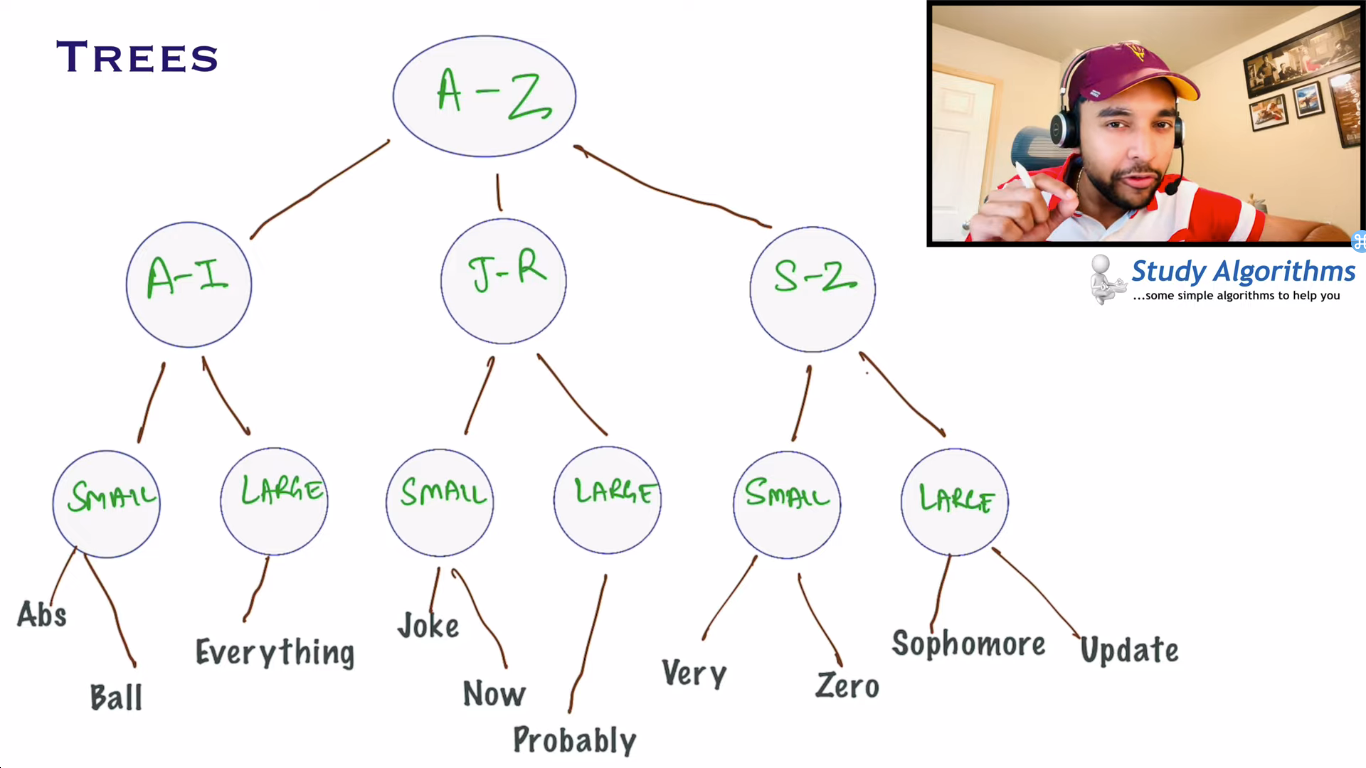 TREES
A-Z
Study Algorithms
...some simple algorithms to help you
A-I
J-R
S-Z
SMALL
LARGE
SMALL
LARGE
SMALL
LARGE
Abs
Ball
Everything
Joke
Now
Probably
Very
Zero
Sophomore
Update